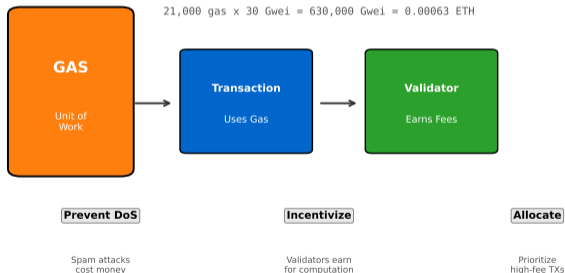 21,000 gas x 30 Gwei = 630,000 Gwei = 0.00063 ETH
GAS
Unit of
Work
Transaction
Uses Gas
Validator
Earns Fees
Prevent DoS
Incentivize
Allocate
Spam attacks
cost money
Validators earn
for computation
Prioritize
high-fee TXs